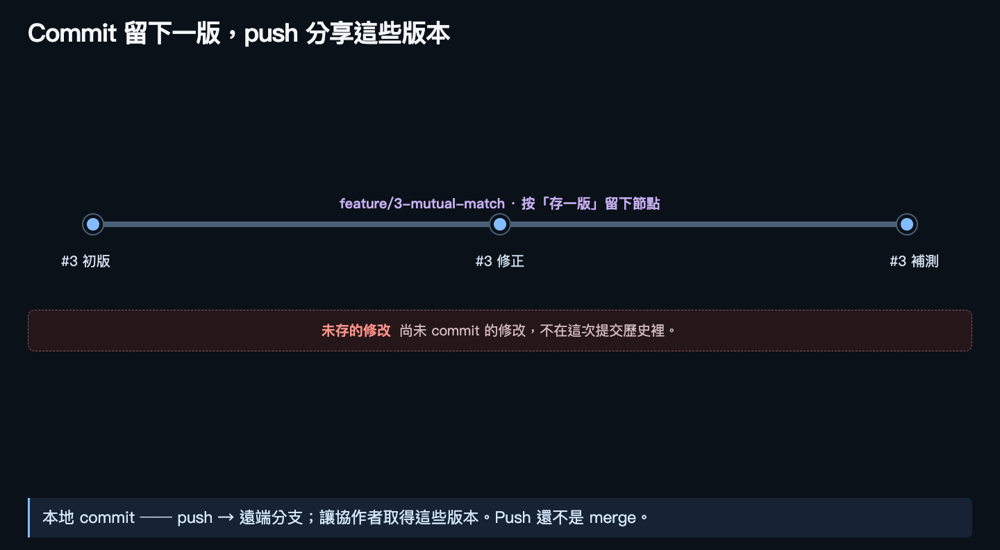 Commit 留下一版，push 分享這些版本
feature/3-mutual-match · 按「存一版」留下節點
#3 初版
#3 修正
#3 補測
未存的修改 尚未 commit 的修改，不在這次提交歷史裡。
本地 commit —— push → 遠端分支；讓協作者取得這些版本。Push 還不是 merge。